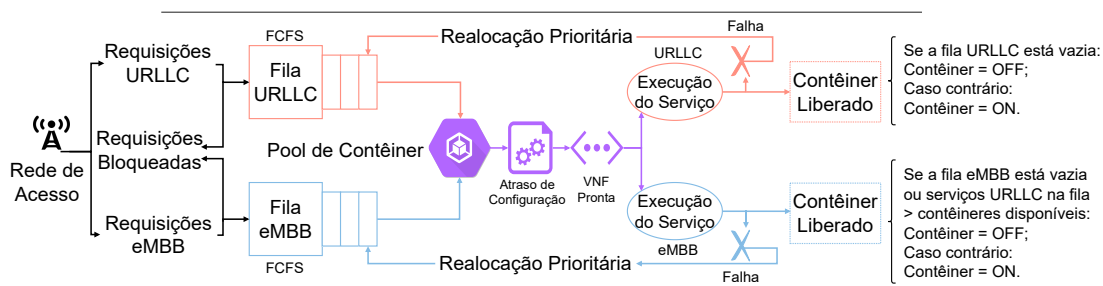 Requisições
URLLC
Rede de
Acesso
Requisições
Bloqueadas
Requisições
eMBB
FCFS
Fila
URLLC
Realocação Prioritária
Pool de Contêiner
Atraso de
Configuração
VNF
Pronta
Fila
eMBB
FCFS
Realocação Prioritária
URLLC
Execução
do Serviço
Falha
Contêiner
Liberado
Execução
do Serviço
eMBB
Falha
Contêiner
Liberado
Se a fila URLLC está vazia:
Contêiner = OFF;
Caso contrário:
Contêiner = ON.
Se a fila eMBB está vazia
ou serviços URLLC na fila
> contêineres disponíveis:
Contêiner = OFF;
Caso contrário:
Contêiner = ON.